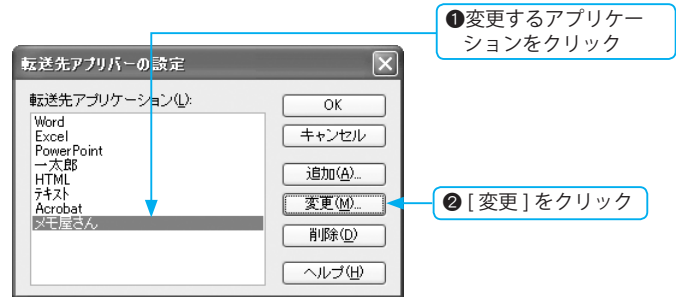 ❶変更するアプリケー
ションをクリック
転送先アプリバーの設定
転送先アプリケーション(L):
Word
Excel
PowerPoint
一太郎
HTML
テキスト
Acrobat
メモ屋さん
OK
キャンセル
追加(A)...
変更(M)...
削除(D)
ヘルプ(H)
❷ [ 変更 ] をクリック